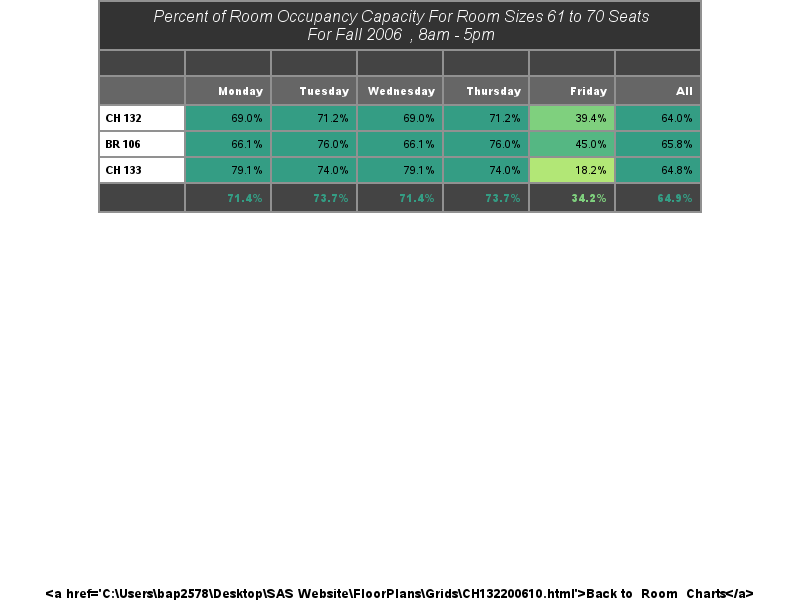 Percent of Room Occupancy Capacity For Room Sizes 61 to 70 Seats
For Fall 2006 , 8am - 5pm
Monday Tuesday Wednesday Thursday Friday All
CH 132 69.0% 71.2% 69.0% 71.2% 39.4% 64.0%
BR 106 66.1% 76.0% 66.1% 76.0% 45.0% 65.8%
CH 133 79.1% 74.0% 79.1% 74.0% 18.2% 64.8%
71.4% 73.7% 71.4% 73.7% 34.2% 64.9%
<a href='C:\Users\bap2578\Desktop\SAS Website\FloorPlans\Grids\CH132200610.html'>Back to Room Charts</a>